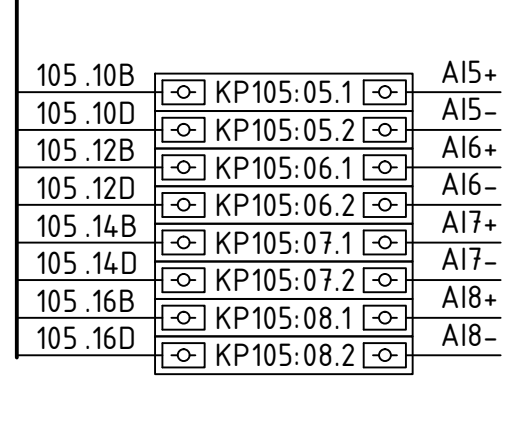 105 .10B KP105:05.1 AI5+
105 .10D KP105:05.2 AI5-
105 .12B KP105:06.1 AI6+
105 .12D KP105:06.2 AI6-
105 .14B KP105:07.1 AI7+
105 .14D KP105:07.2 AI7-
105 .16B KP105:08.1 AI8+
105 .16D KP105:08.2 AI8-